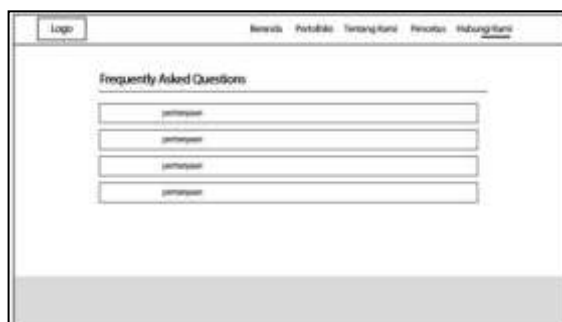 Logo Beranda Portofolio Tentang Kami Pencetus Hubungi Kami
Frequently Asked Questions
pertanyaan
pertanyaan
pertanyaan
pertanyaan